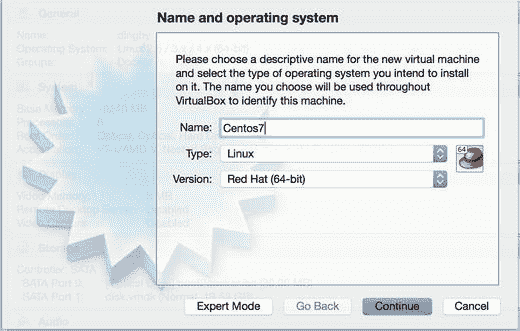 Name and operating system
General
Name:
Operating System:
Groups:
Please choose a descriptive name for the new virtual machine
and select the type of operating system you intend to install
on it. The name you choose will be used throughout
VirtualBox to identify this machine.
Name: Centos7
Type: Linux
64
Version: Red Hat (64-bit)
Controller: SATA
SATA Port 0:
SATA Port 1:
Audio
Expert Mode Go Back Continue Cancel